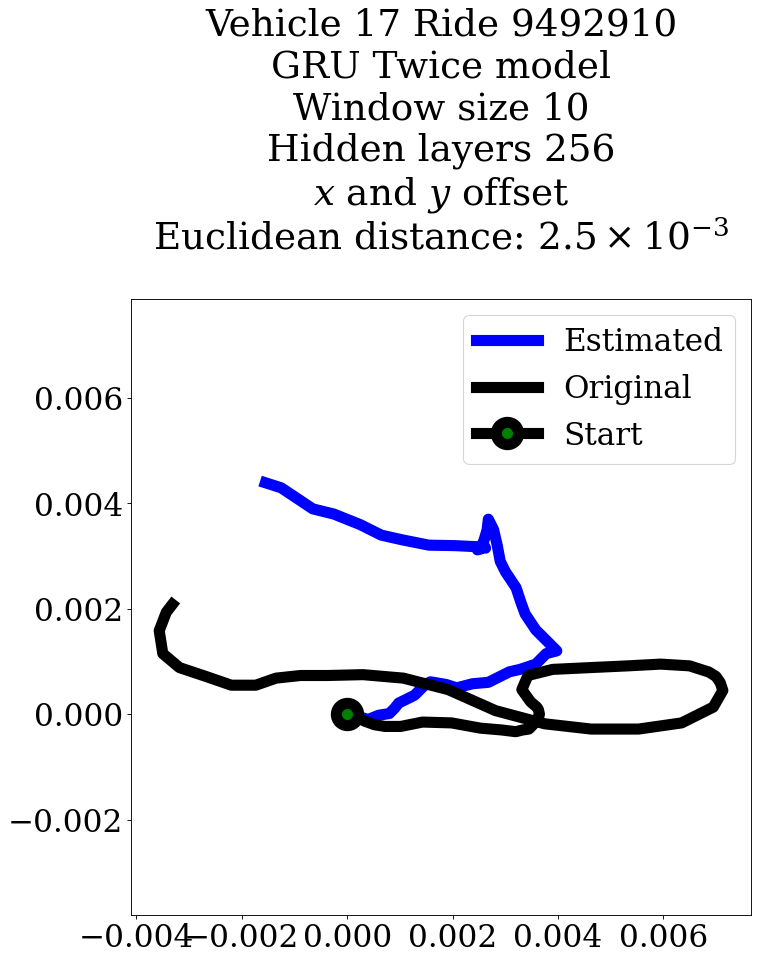 Vehicle 17 Ride 9492910
GRU Twice model
Window size 10
Hidden layers 256
x and y offset
Euclidean distance: 2.5 × 10⁻³
Estimated
Original
Start
0.006
0.004
0.002
0.000
−0.002
−0.004 −0.002 0.000 0.002 0.004 0.006